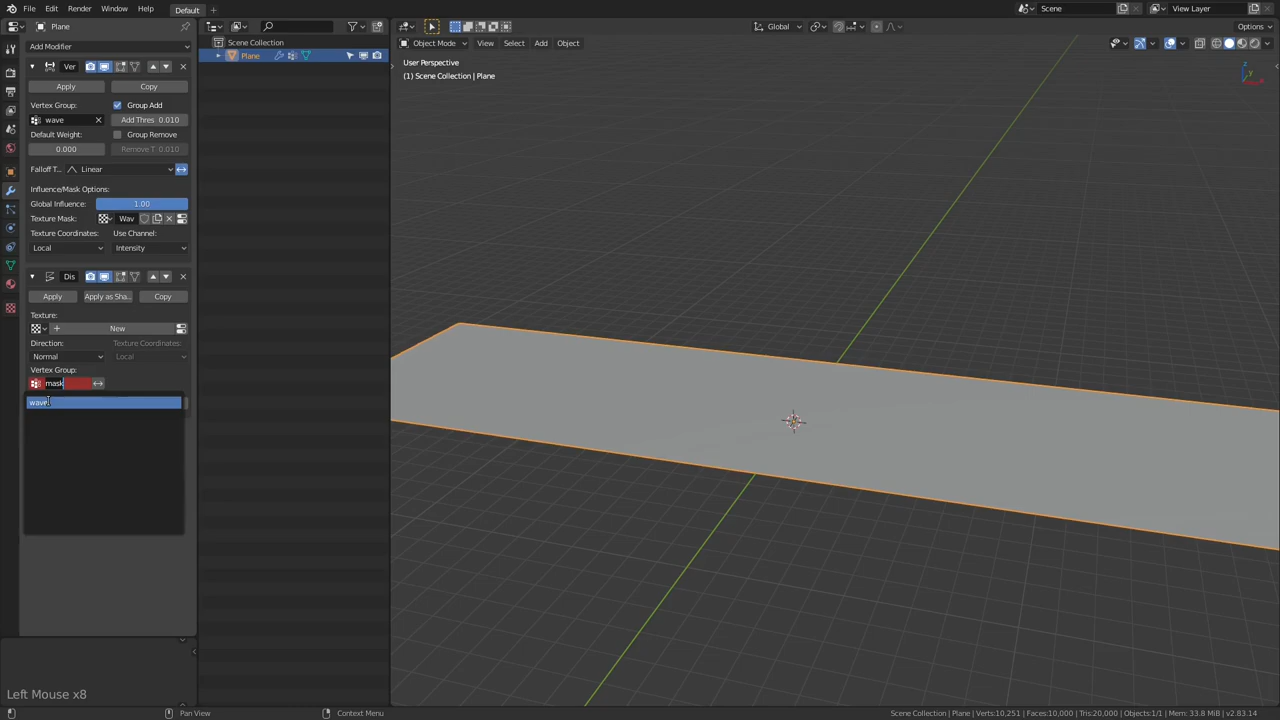 File Edit Render Window Help Default Scene View Layer
Plane
Add Modifier
Ver
Apply Copy
Vertex Group: Group Add
wave Add Thres 0.010
Default Weight: Group Remove
0.000 Remove T 0.010
Falloff T... Linear
Influence/Mask Options:
Global Influence: 1.00
Texture Mask: Wav
Texture Coordinates: Use Channel:
Local Intensity
Dis
Apply Apply as Sha... Copy
Texture:
New
Direction: Texture Coordinates:
Normal Local
Vertex Group:
mask
wave
Left Mouse x8
Scene Collection
Plane
Global Options
Object Mode View Select Add Object
User Perspective
(1) Scene Collection | Plane
z
y
Pan View Context Menu Scene Collection | Plane | Verts:10,251 | Faces:10,000 | Tris:20,000 | Objects:1/1 | Mem: 33.8 MiB | v2.83.14